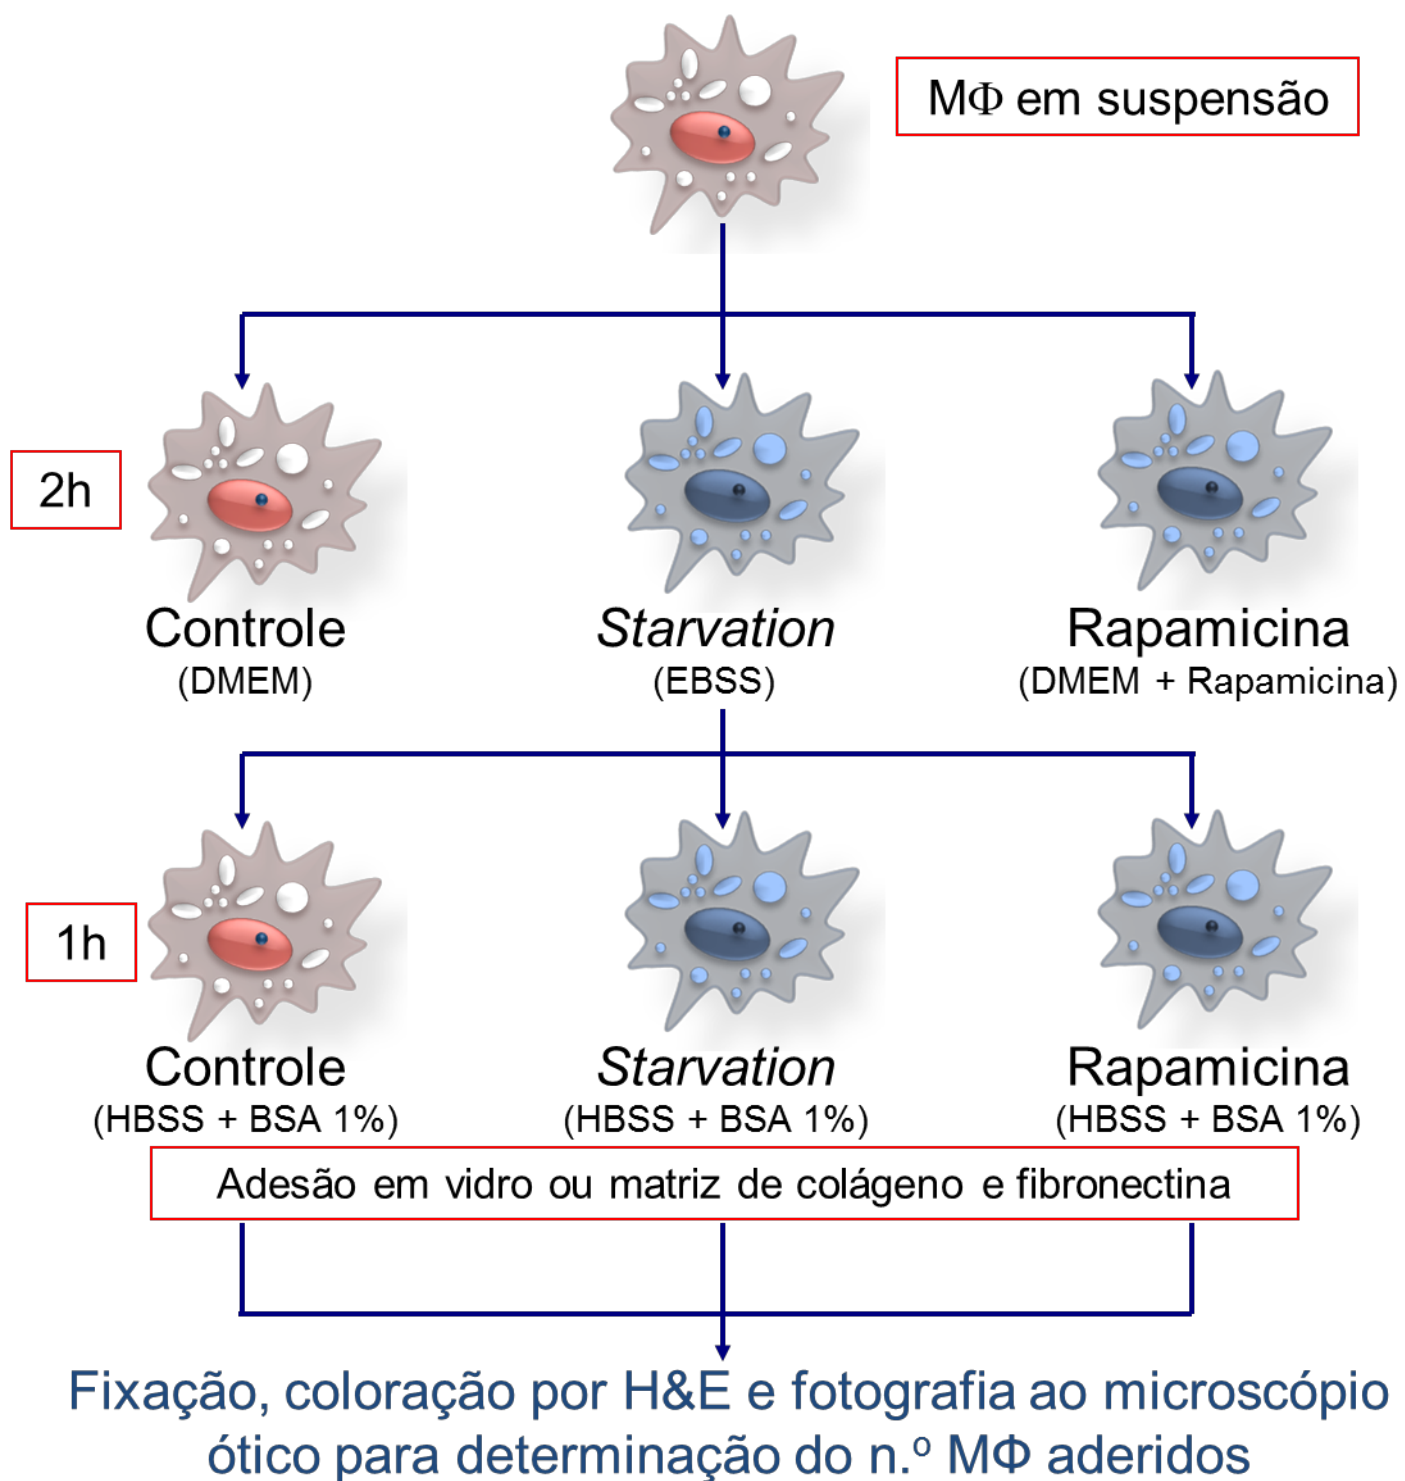 MΦ em suspensão
2h
Controle
(DMEM)
Starvation
(EBSS)
Rapamicina
(DMEM + Rapamicina)
1h
Controle
(HBSS + BSA 1%)
Starvation
(HBSS + BSA 1%)
Rapamicina
(HBSS + BSA 1%)
Adesão em vidro ou matriz de colágeno e fibronectina
Fixação, coloração por H&E e fotografia ao microscópio
ótico para determinação do n.º MΦ aderidos